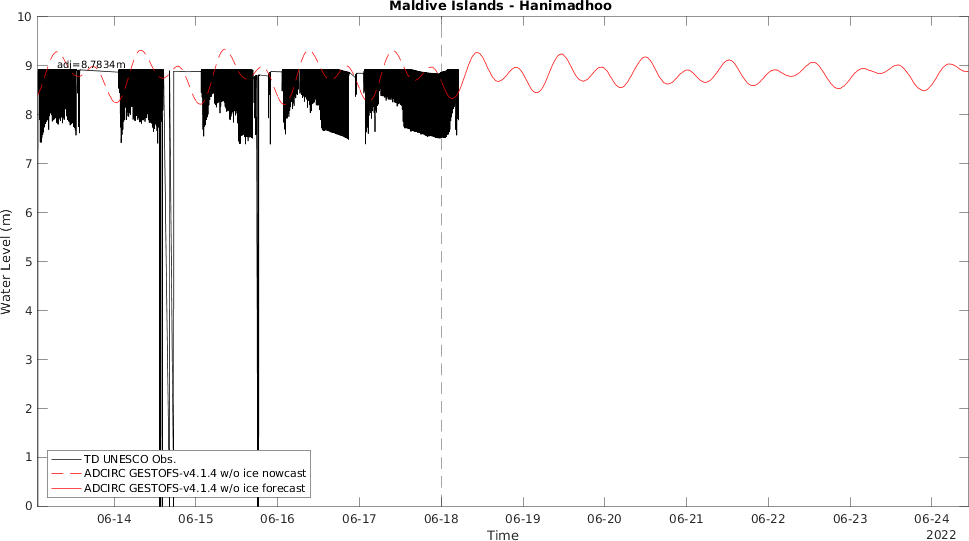 Maldive Islands - Hanimadhoo
10
9
8
7
6
5
4
3
2
1
0
Water Level (m)
adj=8.7834m
TD UNESCO Obs.
ADCIRC GESTOFS-v4.1.4 w/o ice nowcast
ADCIRC GESTOFS-v4.1.4 w/o ice forecast
06-14 06-15 06-16 06-17 06-18 06-19 06-20 06-21 06-22 06-23 06-24
Time 2022